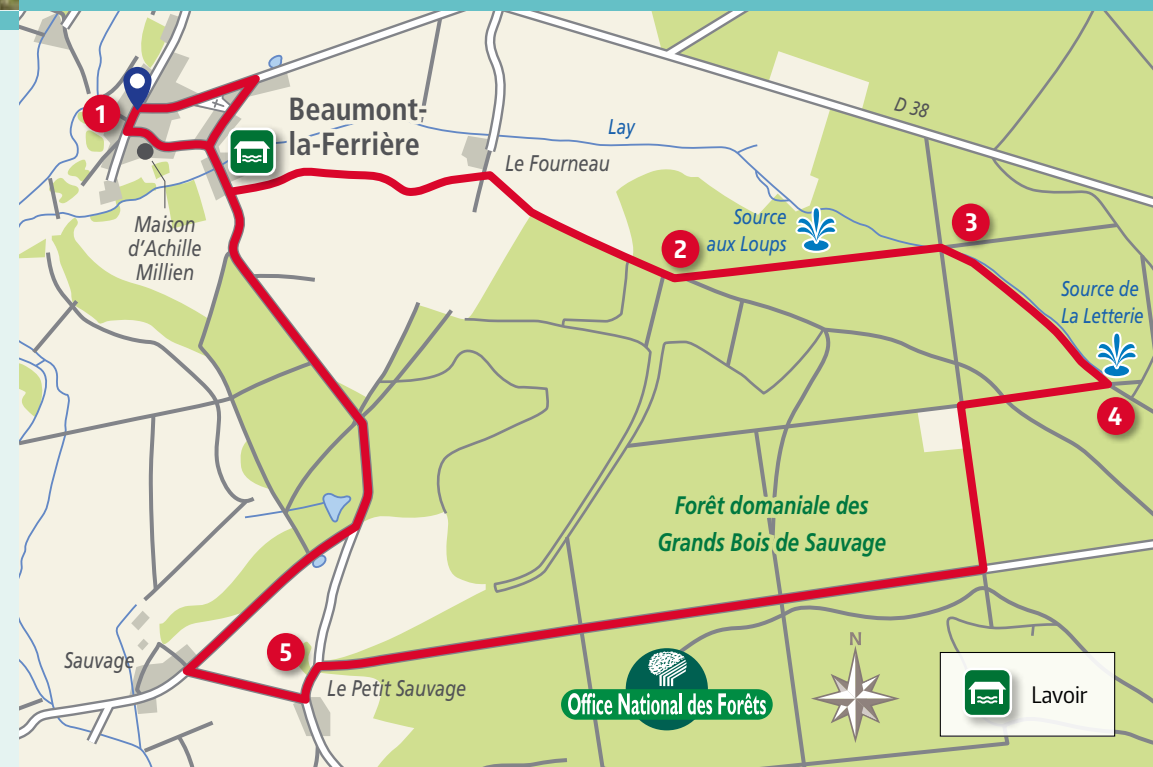 D 38
1
Beaumont-
la-Ferrière
Lay
Le Fourneau
Maison
d'Achille
Millien
Source
aux Loups
2
3
Source de
La Letterie
4
Forêt domaniale des
Grands Bois de Sauvage
5
Sauvage
Le Petit Sauvage
Office National des Forêts
N
Lavoir